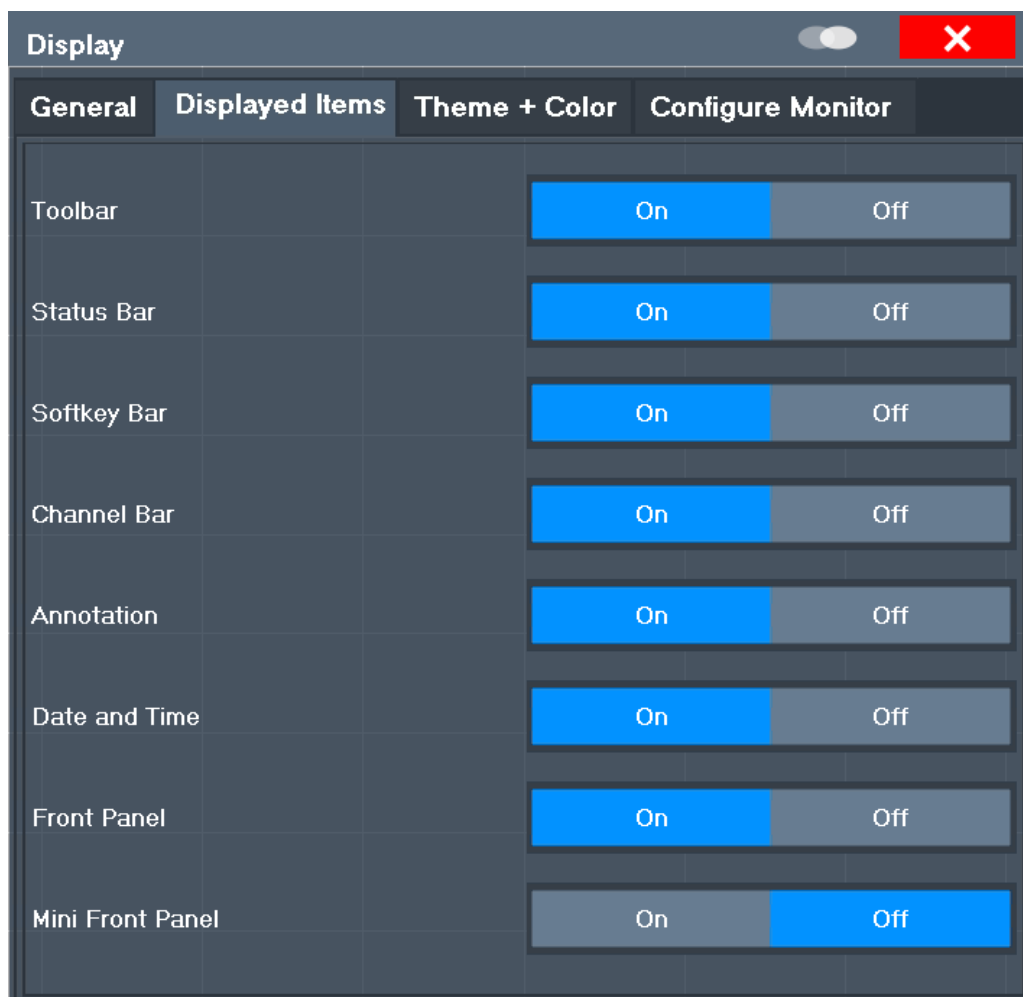 Display
General Displayed Items Theme + Color Configure Monitor
Toolbar On Off
Status Bar On Off
Softkey Bar On Off
Channel Bar On Off
Annotation On Off
Date and Time On Off
Front Panel On Off
Mini Front Panel On Off